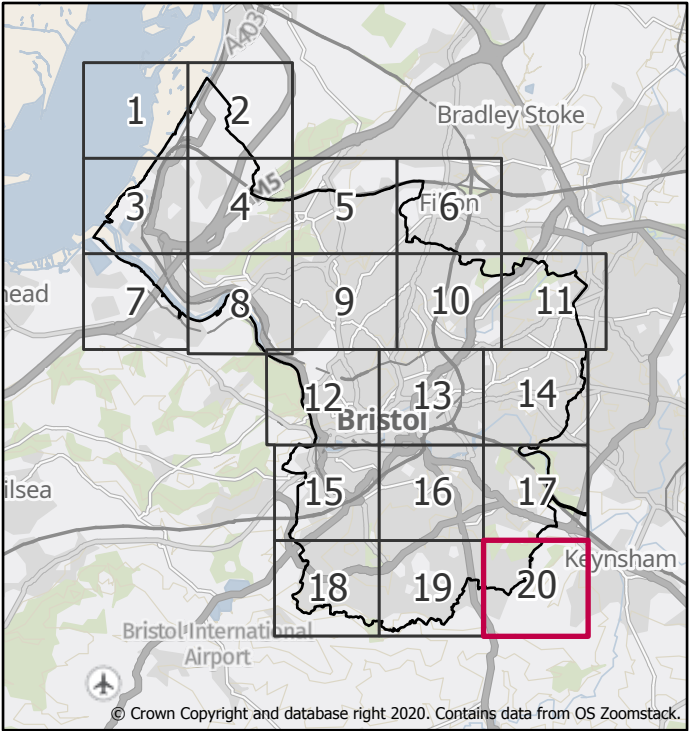 A403
1
2
Bradley Stoke
M5
3
4
5
6
Filton
head
7
8
9
10
11
12
13
14
Bristol
ilsea
15
16
17
Keynsham
18
19
20
Bristol International
Airport
© Crown Copyright and database right 2020. Contains data from OS Zoomstack.